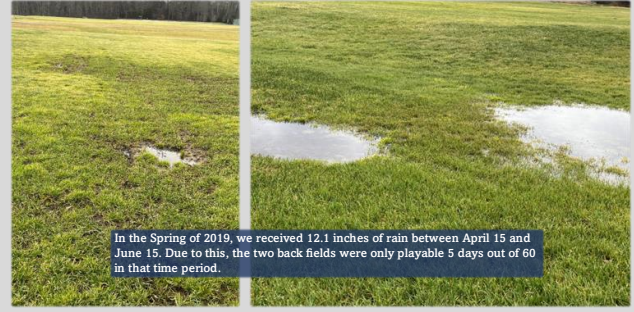 In the Spring of 2019, we received 12.1 inches of rain between April 15 and
June 15. Due to this, the two back fields were only playable 5 days out of 60
in that time period.